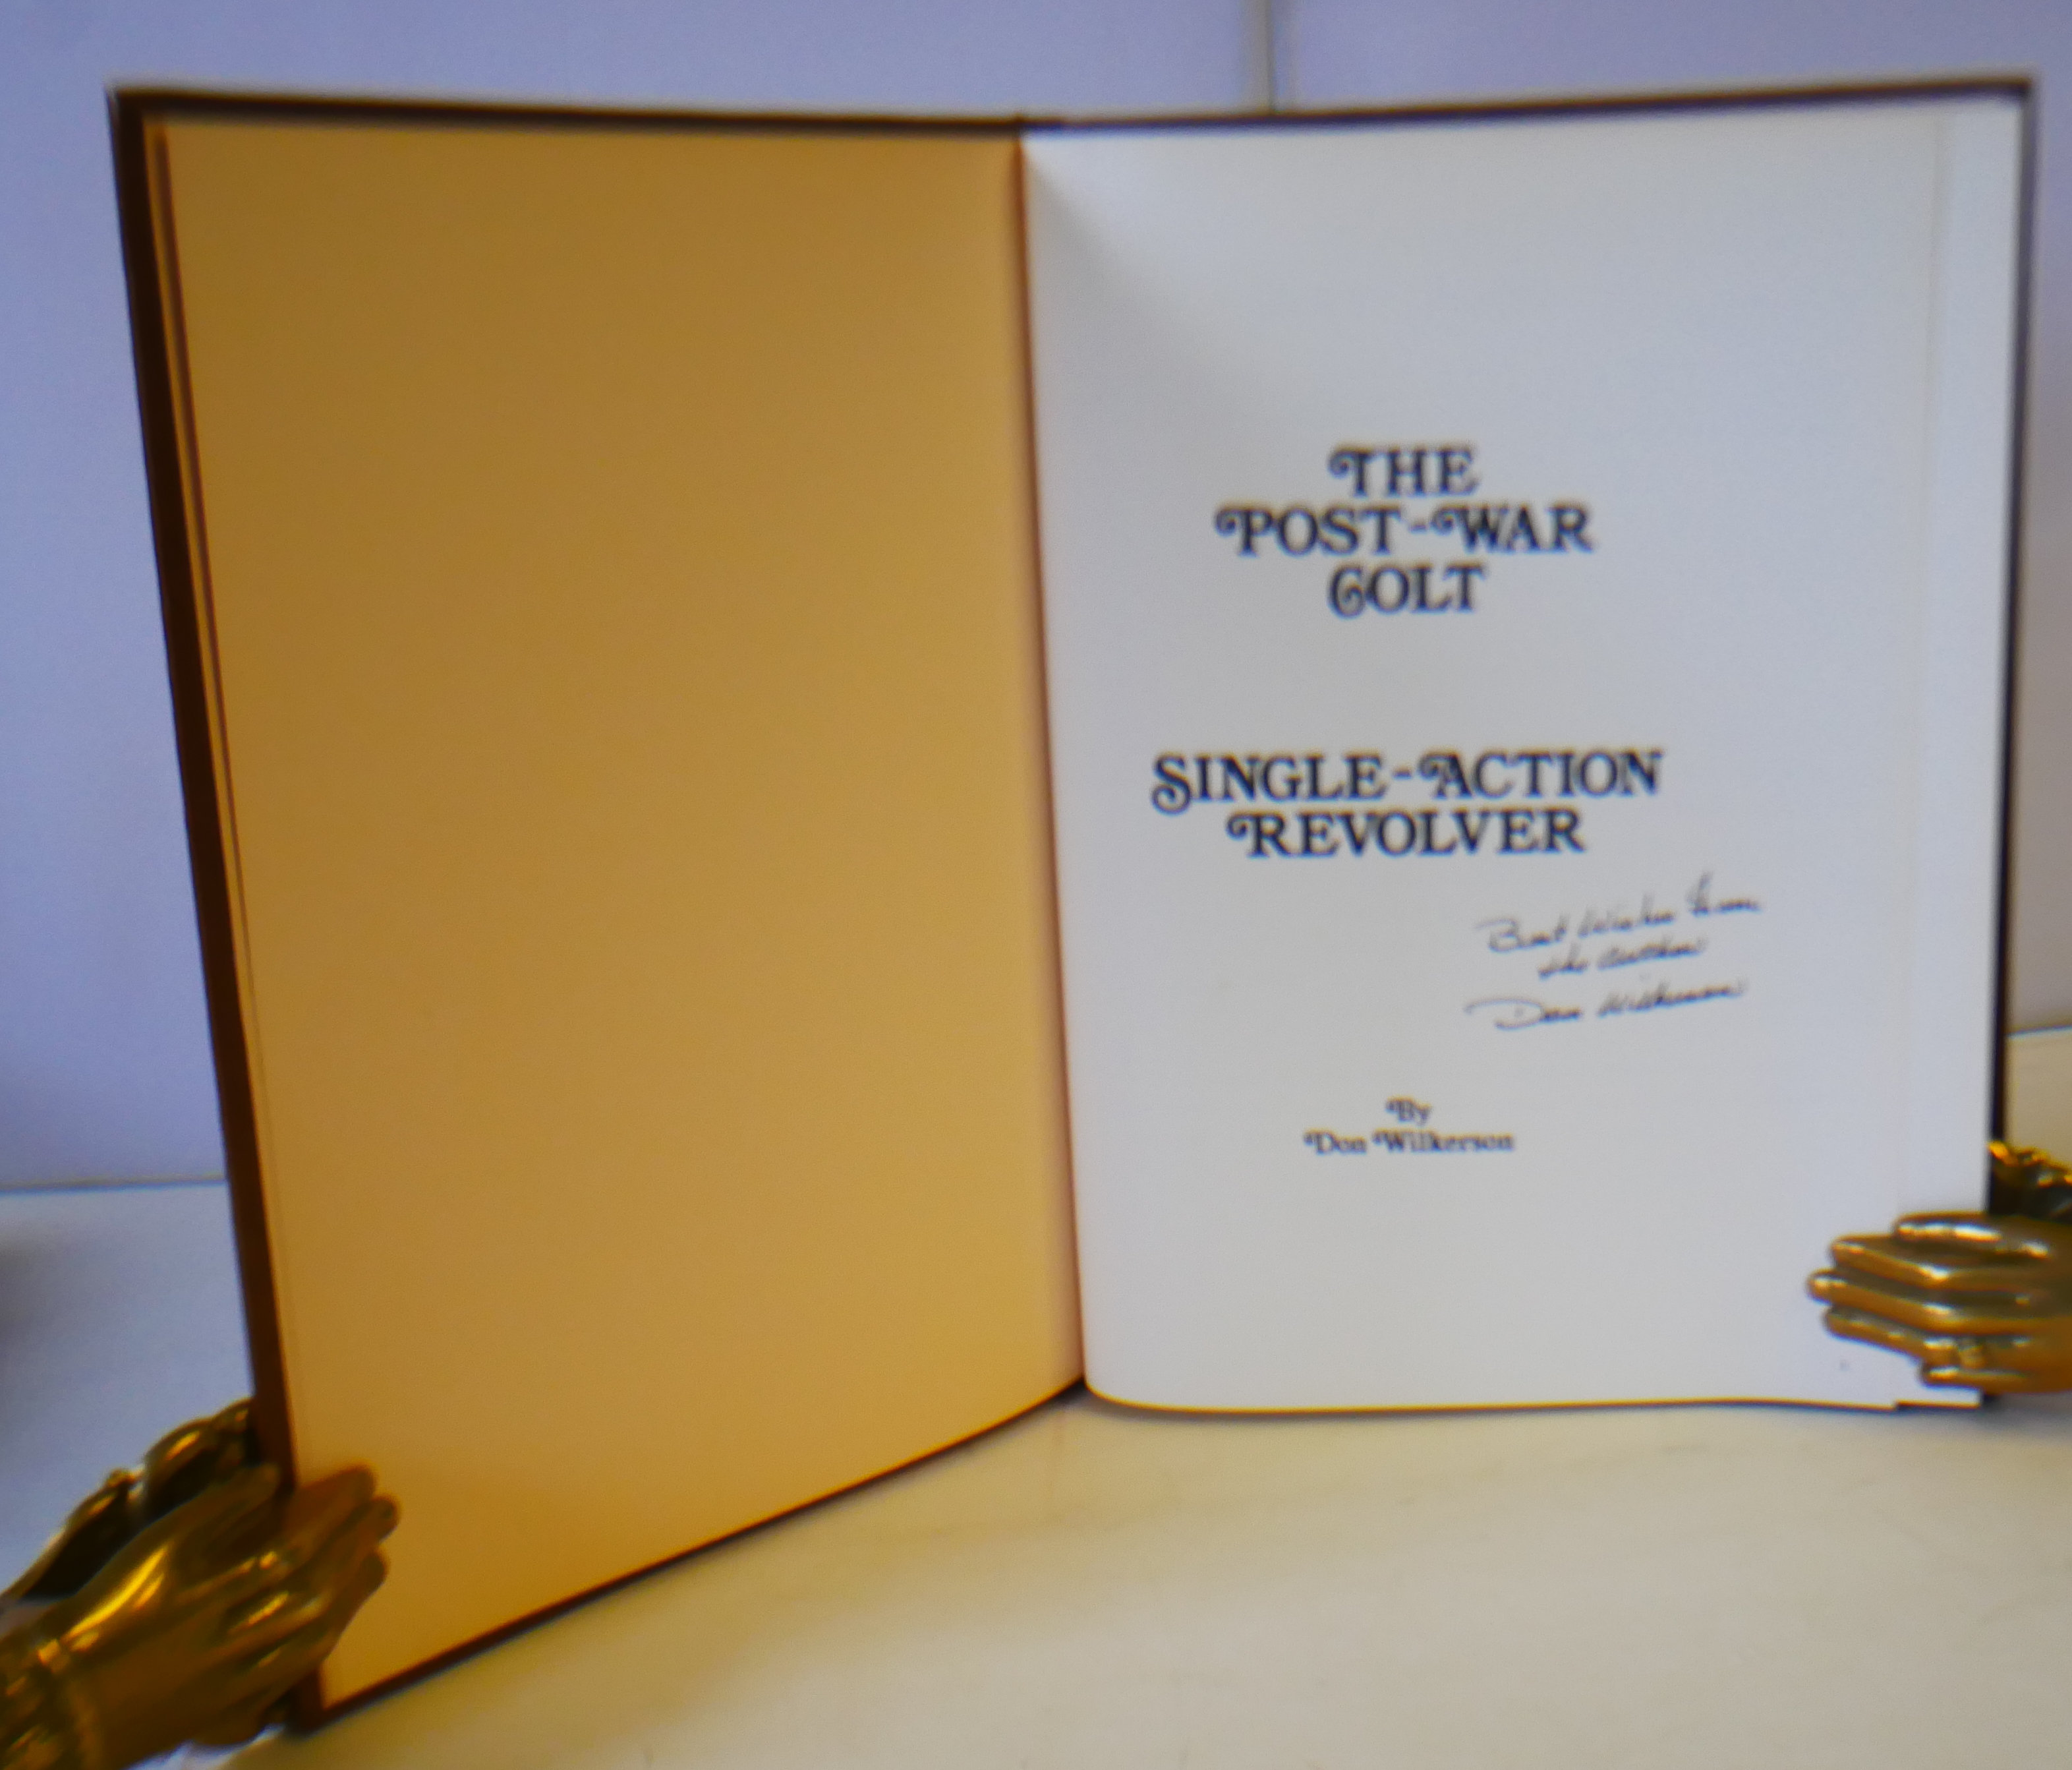 THE
POST-WAR
COLT
SINGLE-ACTION
REVOLVER
Best Wishes from
the author
Don Wilkerson
By
Don Wilkerson